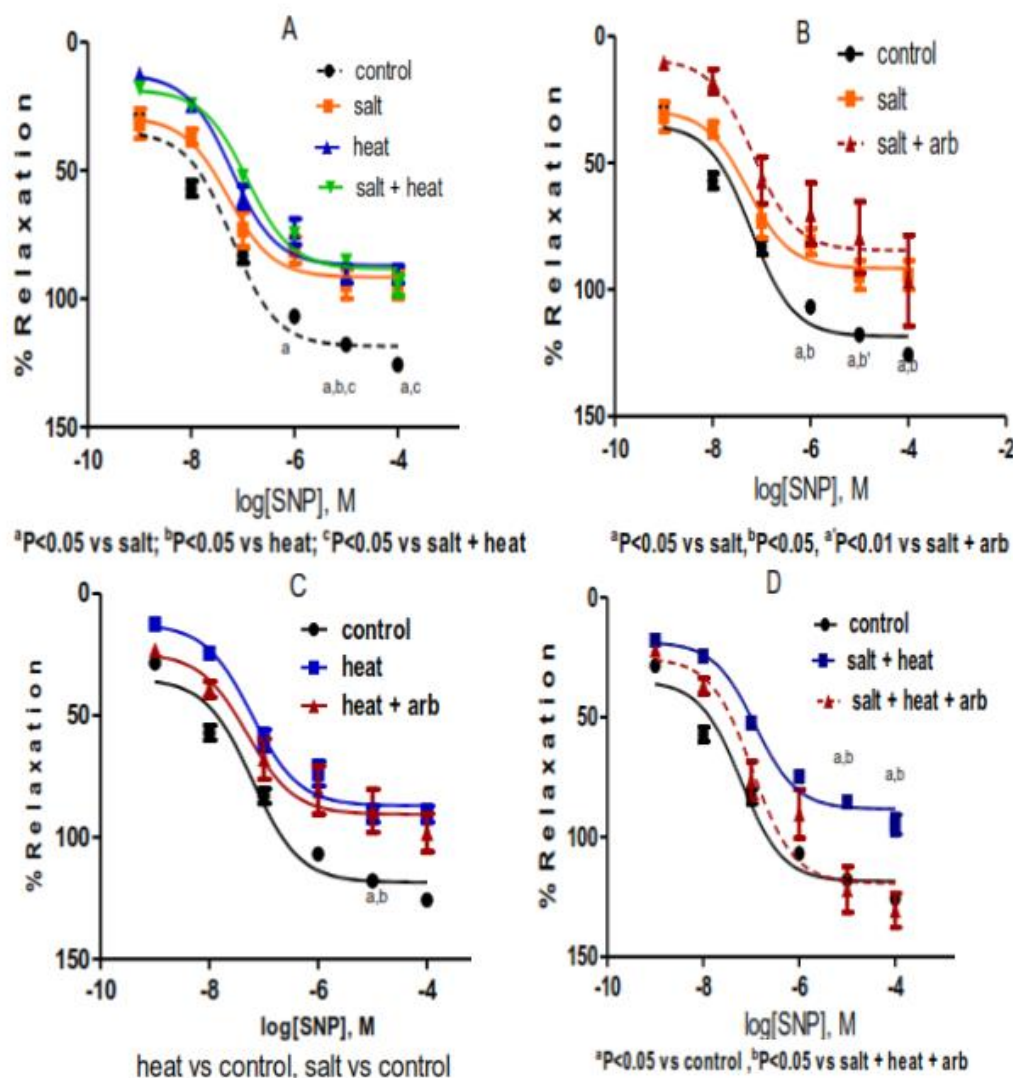 A
control
salt
heat
salt + heat
% Relaxation
0
50
100
150
a
a,b,c
a,c
-10
-8
-6
-4
log[SNP], M
ᵃP<0.05 vs salt; ᵇP<0.05 vs heat; ᶜP<0.05 vs salt + heat
B
control
salt
salt + arb
% Relaxation
0
50
100
150
a,b
a,b'
a,b
-10
-8
-6
-4
-2
log[SNP], M
ᵃP<0.05 vs salt,ᵇP<0.05, ᵃ'P<0.01 vs salt + arb
C
control
heat
heat + arb
% Relaxation
0
50
100
150
a,b
-10
-8
-6
-4
log[SNP], M
heat vs control, salt vs control
D
control
salt + heat
salt + heat + arb
% Relaxation
0
50
100
150
a,b
a,b
-10
-8
-6
-4
log[SNP], M
ᵃP<0.05 vs control ,ᵇP<0.05 vs salt + heat + arb